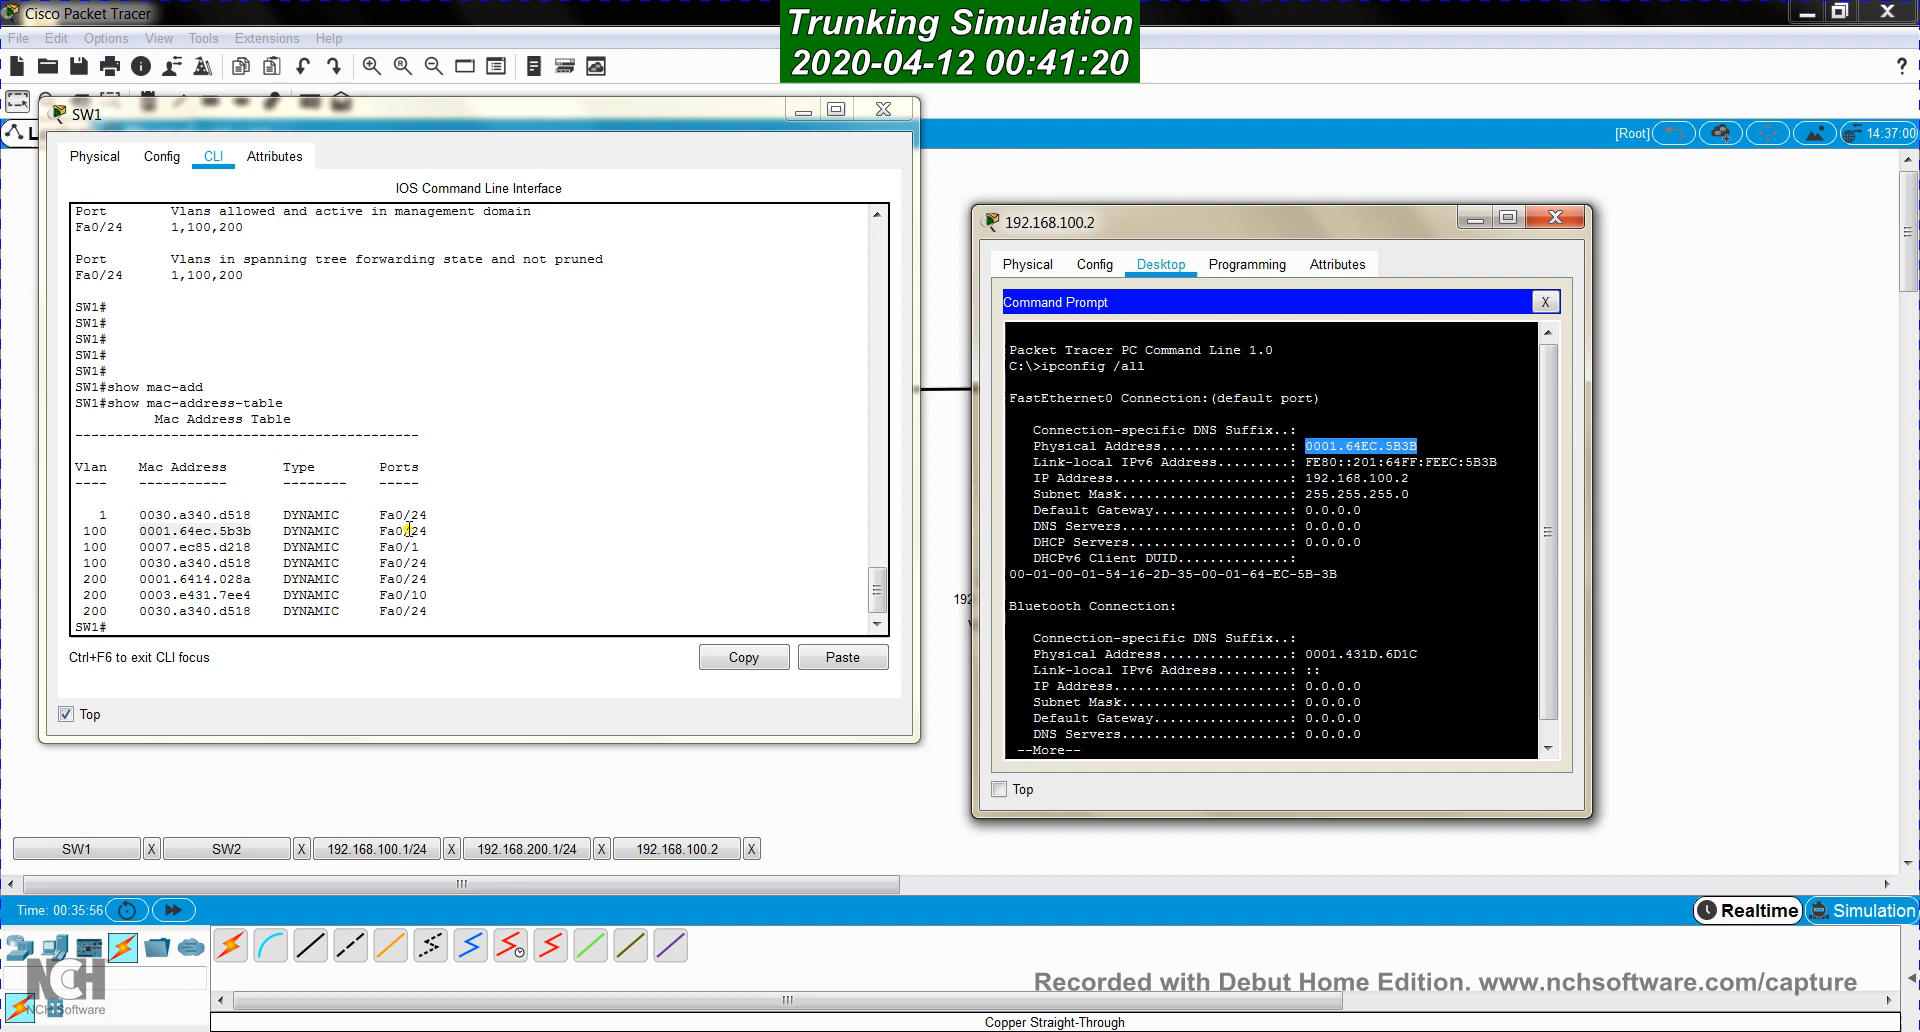 Cisco Packet Tracer
Trunking Simulation
2020-04-12 00:41:20
File Edit Options View Tools Extensions Help
?
SW1
L
[Root]
14:37:00
Physical Config CLI Attributes
IOS Command Line Interface
Port Vlans allowed and active in management domain
Fa0/24 1,100,200
Port Vlans in spanning tree forwarding state and not pruned
Fa0/24 1,100,200
SW1#
SW1#
SW1#
SW1#
SW1#
SW1#show mac-add
SW1#show mac-address-table
Mac Address Table
-------------------------------------------
Vlan Mac Address Type Ports
---- ----------- -------- -----
1 0030.a340.d518 DYNAMIC Fa0/24
100 0001.64ec.5b3b DYNAMIC Fa0/24
100 0007.ec85.d218 DYNAMIC Fa0/1
100 0030.a340.d518 DYNAMIC Fa0/24
200 0001.6414.028a DYNAMIC Fa0/24
200 0003.e431.7ee4 DYNAMIC Fa0/10
200 0030.a340.d518 DYNAMIC Fa0/24
SW1#
Ctrl+F6 to exit CLI focus
Copy Paste
Top
192.168.100.2
Physical Config Desktop Programming Attributes
Command Prompt X
Packet Tracer PC Command Line 1.0
C:\>ipconfig /all
FastEthernet0 Connection:(default port)
Connection-specific DNS Suffix..:
Physical Address................: 0001.64EC.5B3B
Link-local IPv6 Address.........: FE80::201:64FF:FEEC:5B3B
IP Address......................: 192.168.100.2
Subnet Mask.....................: 255.255.255.0
Default Gateway.................: 0.0.0.0
DNS Servers.....................: 0.0.0.0
DHCP Servers....................: 0.0.0.0
DHCPv6 Client DUID..............:
00-01-00-01-54-16-2D-35-00-01-64-EC-5B-3B
Bluetooth Connection:
Connection-specific DNS Suffix..:
Physical Address................: 0001.431D.6D1C
Link-local IPv6 Address.........: ::
IP Address......................: 0.0.0.0
Subnet Mask.....................: 0.0.0.0
Default Gateway.................: 0.0.0.0
DNS Servers.....................: 0.0.0.0
--More--
Top
192
SW1 X SW2 X 192.168.100.1/24 X 192.168.200.1/24 X 192.168.100.2 X
Time: 00:35:56
Realtime
Simulation
NCH
NCH Software
Recorded with Debut Home Edition. www.nchsoftware.com/capture
Copper Straight-Through